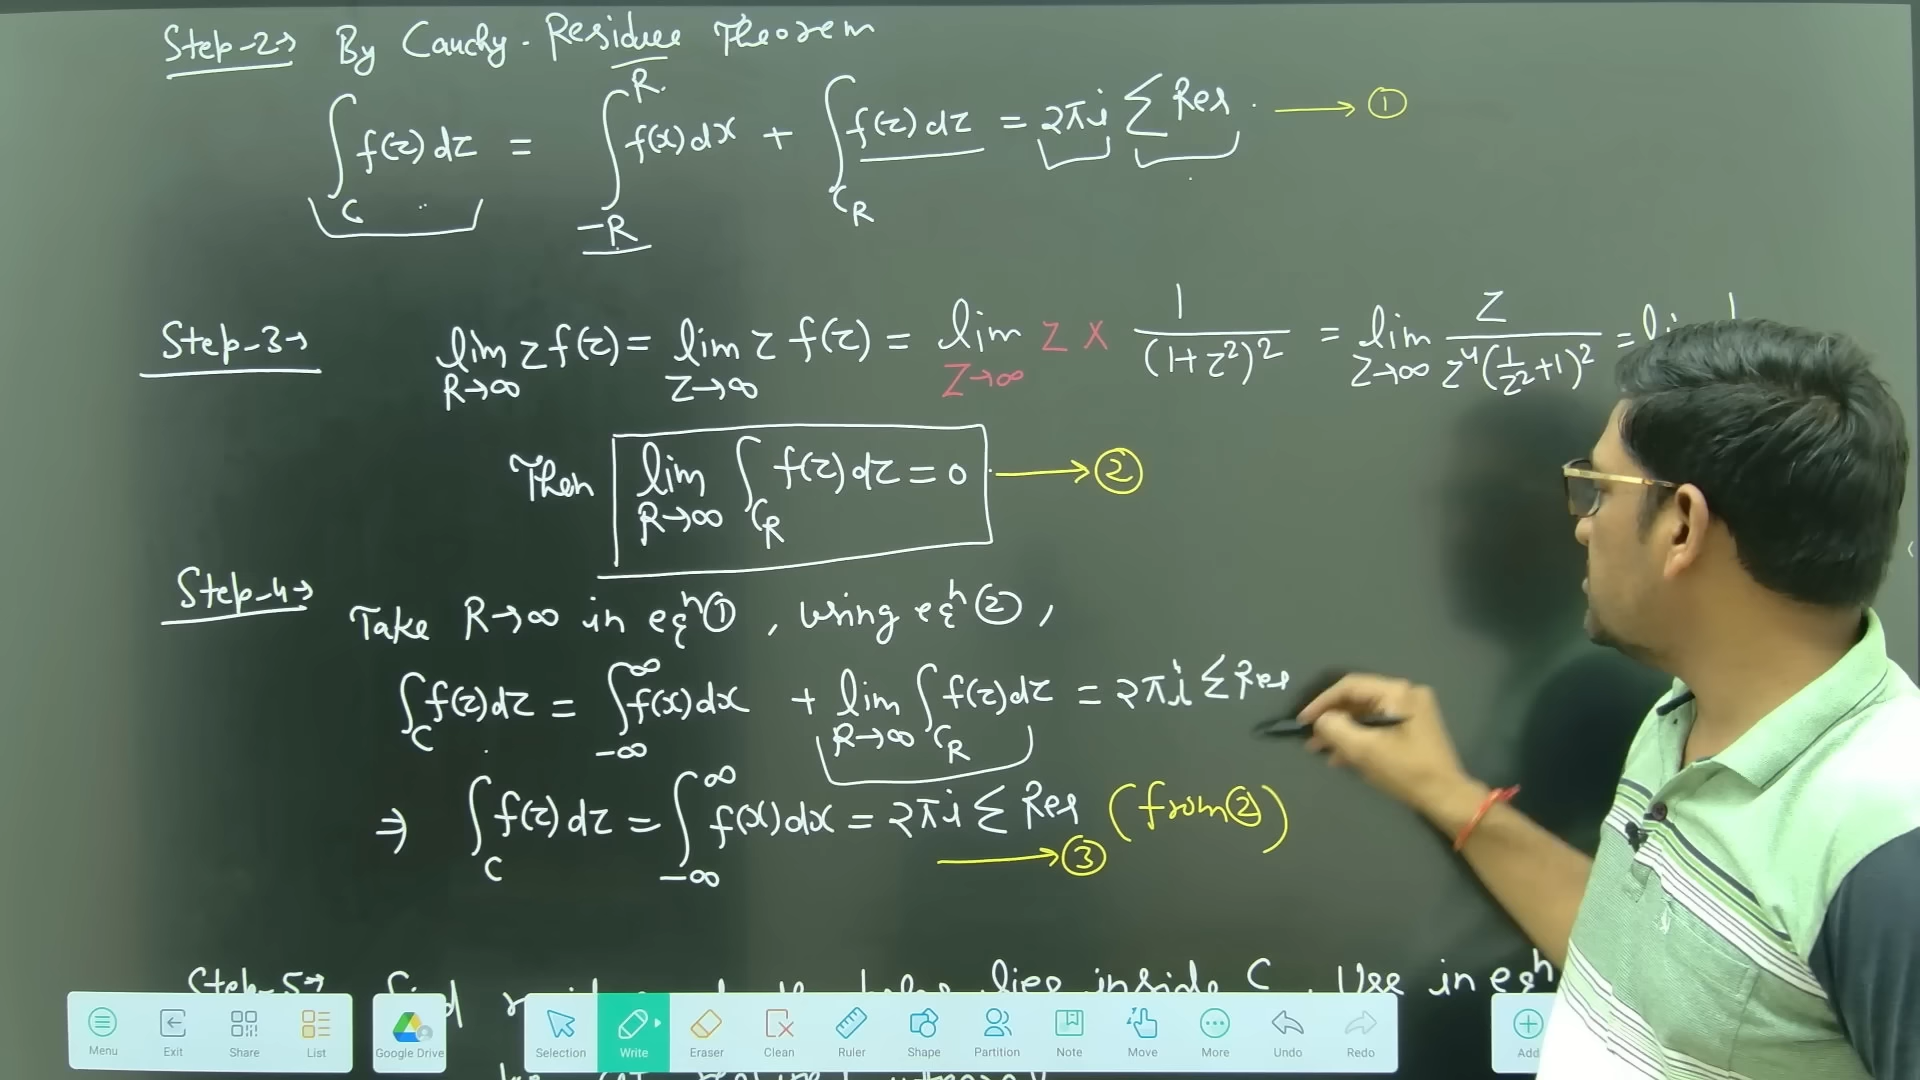 Step-2→ By Cauchy-Residue Theorem
∫_C f(z)dz = ∫_{-R}^{R} f(x)dx + ∫_{C_R} f(z)dz = 2πi ΣRes. → ①
Step-3→ lim_{R→∞} zf(z) = lim_{z→∞} z f(z) = lim_{z→∞} z × 1/(1+z²)² = lim_{z→∞} z/(z⁴(1/z²+1)²) = 
Then lim_{R→∞} ∫_{C_R} f(z)dz = 0 → ②
Step-4→ Take R→∞ in eqⁿ①, using eqⁿ②,
∫_C f(z)dz = ∫_{-∞}^{∞} f(x)dx + lim_{R→∞} ∫_{C_R} f(z)dz = 2πi ΣRes
⇒ ∫_C f(z)dz = ∫_{-∞}^{∞} f(x)dx = 2πi Σ Res (from②)
→ ③
Step-5→ lies inside C. Use in eqⁿ
Menu Exit Share List Google Drive Selection Write Eraser Clean Ruler Shape Partition Note Move More Undo Redo Add